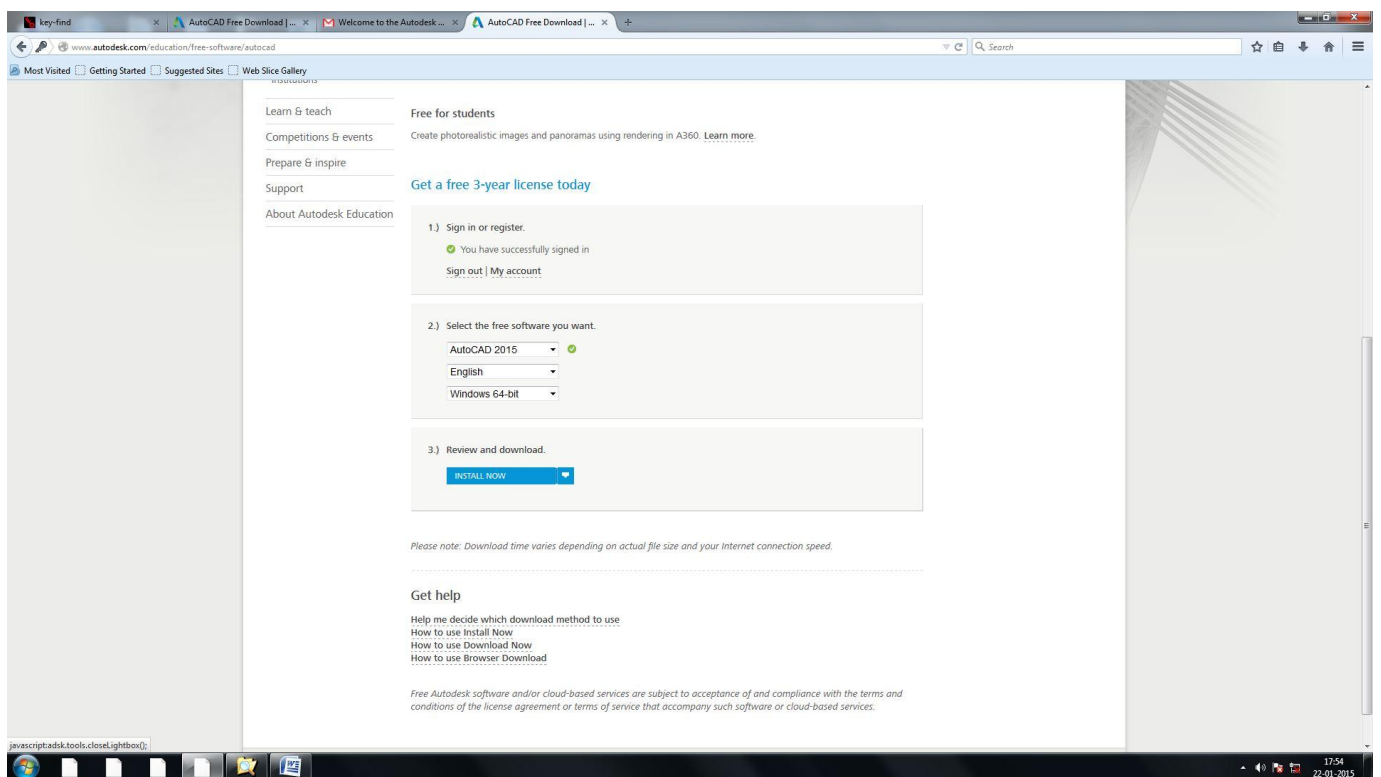 key-find
AutoCAD Free Download | ...
Welcome to the Autodesk ...
AutoCAD Free Download | ...
www.autodesk.com/education/free-software/autocad
Search
Most Visited
Getting Started
Suggested Sites
Web Slice Gallery
institutions
Learn & teach
Competitions & events
Prepare & inspire
Support
About Autodesk Education
Free for students
Create photorealistic images and panoramas using rendering in A360. Learn more.
Get a free 3-year license today
1.) Sign in or register.
You have successfully signed in
Sign out | My account
2.) Select the free software you want.
AutoCAD 2015
English
Windows 64-bit
3.) Review and download.
INSTALL NOW
Please note: Download time varies depending on actual file size and your Internet connection speed.
Get help
Help me decide which download method to use
How to use Install Now
How to use Download Now
How to use Browser Download
Free Autodesk software and/or cloud-based services are subject to acceptance of and compliance with the terms and
conditions of the license agreement or terms of service that accompany such software or cloud-based services.
javascript:adsk.tools.closeLightbox();
17:54
22-01-2015